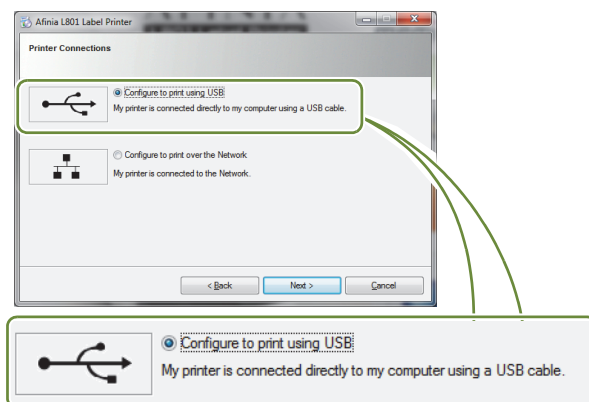 Afinia L801 Label Printer
Printer Connections
Configure to print using USB
My printer is connected directly to my computer using a USB cable.
Configure to print over the Network
My printer is connected to the Network.
< Back
Next >
Cancel
Configure to print using USB
My printer is connected directly to my computer using a USB cable.